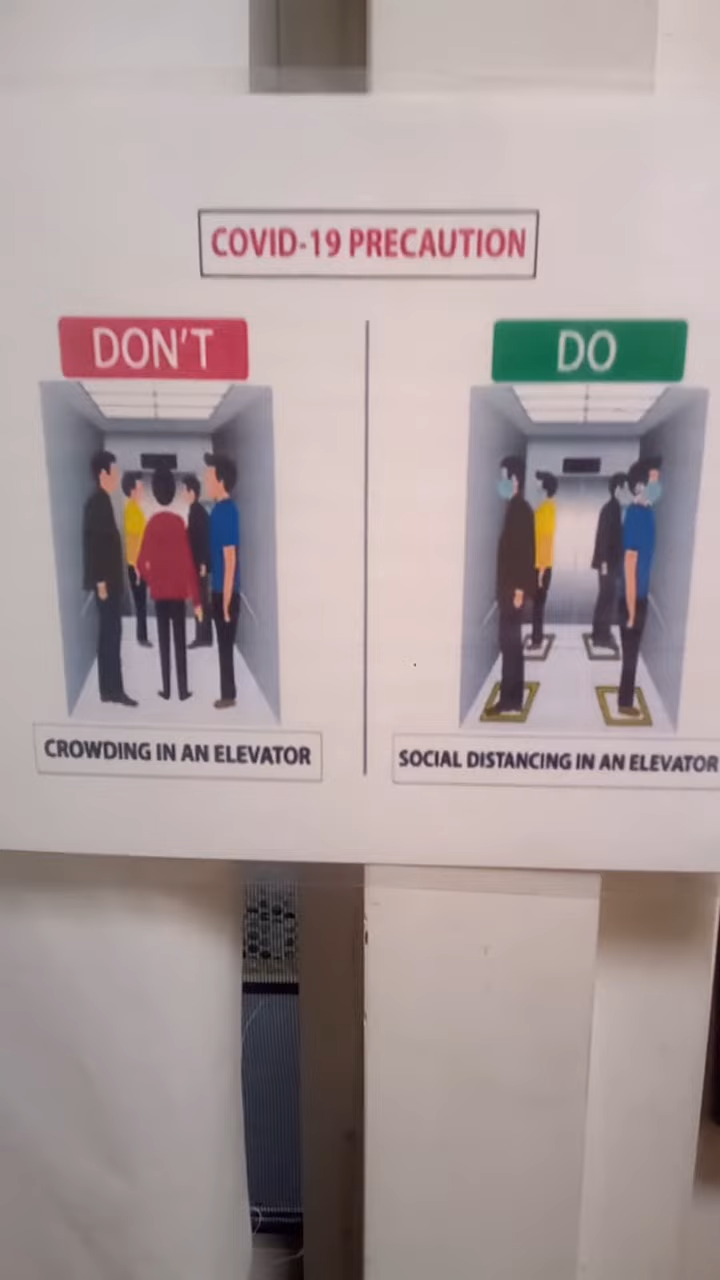 COVID-19 PRECAUTION
DON'T
DO
CROWDING IN AN ELEVATOR
SOCIAL DISTANCING IN AN ELEVATOR